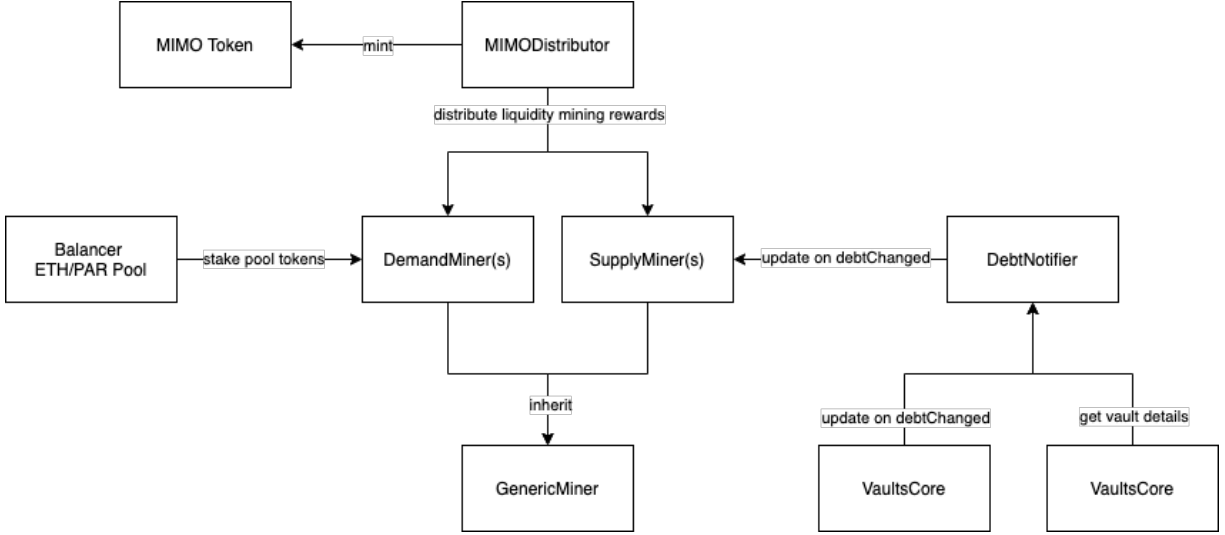 MIMO Token
mint
MIMODistributor
distribute liquidity mining rewards
Balancer
ETH/PAR Pool
stake pool tokens
DemandMiner(s)
SupplyMiner(s)
update on debtChanged
DebtNotifier
inherit
update on debtChanged
get vault details
GenericMiner
VaultsCore
VaultsCore